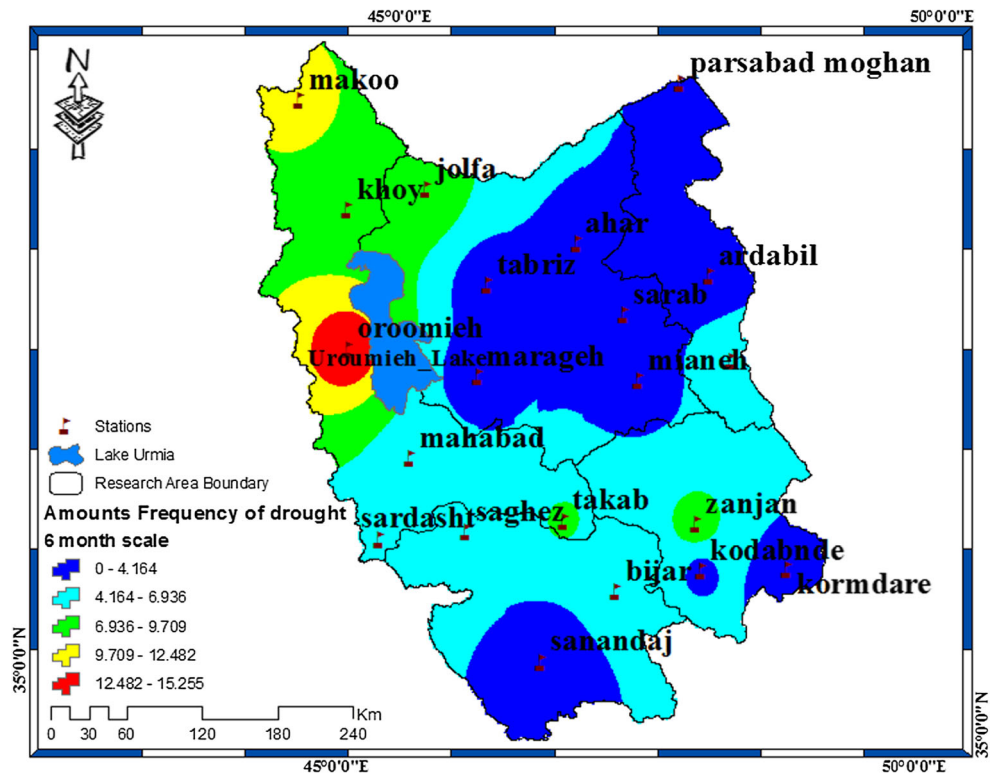 45°0'0"E
50°0'0"E
N
makoo
parsabad moghan
jolfa
khoy
ahar
tabriz
ardabil
sarab
oroomieh
Uroumieh_Lake
marageh
mianeh
mahabad
takab
saghez
sardasht
zanjan
kodabnde
bijar
kormdare
sanandaj
Stations
Lake Urmia
Research Area Boundary
Amounts Frequency of drought
6 month scale
0 - 4.164
4.164 - 6.936
6.936 - 9.709
9.709 - 12.482
12.482 - 15.255
Km
0 30 60 120 180 240
35°0'0"N
35°0'0"N
45°0'0"E
50°0'0"E